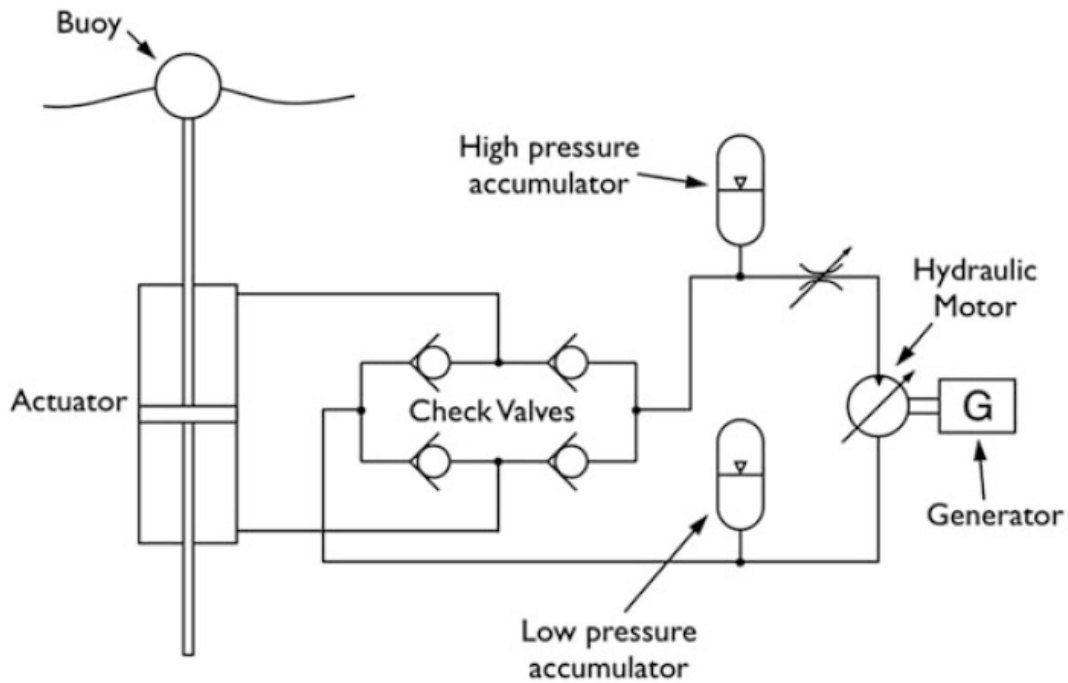 Buoy
High pressure
accumulator
Hydraulic
Motor
Actuator
Check Valves
G
Generator
Low pressure
accumulator